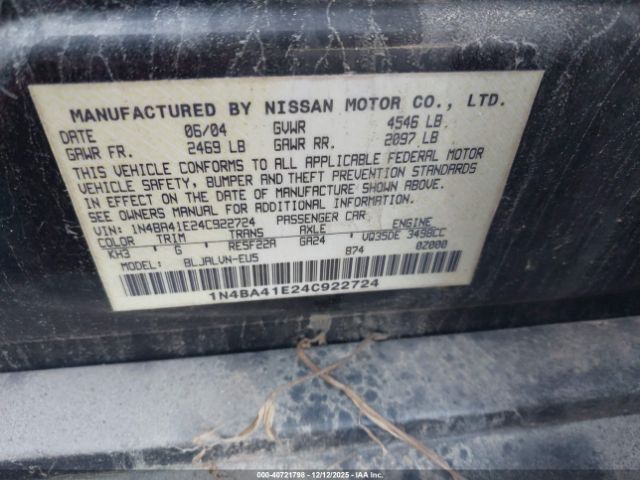 MANUFACTURED BY NISSAN MOTOR CO., LTD.
DATE 06/04 GVWR 4546 LB
GAWR FR. 2469 LB GAWR RR. 2097 LB
THIS VEHICLE CONFORMS TO ALL APPLICABLE FEDERAL MOTOR
VEHICLE SAFETY, BUMPER AND THEFT PREVENTION STANDARDS
IN EFFECT ON THE DATE OF MANUFACTURE SHOWN ABOVE.
SEE OWNERS MANUAL FOR ADDITIONAL INFORMATION.
VIN: 1N4BA41E24C922724 PASSENGER CAR
COLOR TRIM TRANS AXLE ENGINE
KH3 G RE5F22A GA24 VQ35DE 3498CC
MODEL: BLJALVN-EU5 874 0Z000
1N4BA41E24C922724
000-40721798 - 12/12/2025 - IAA Inc.